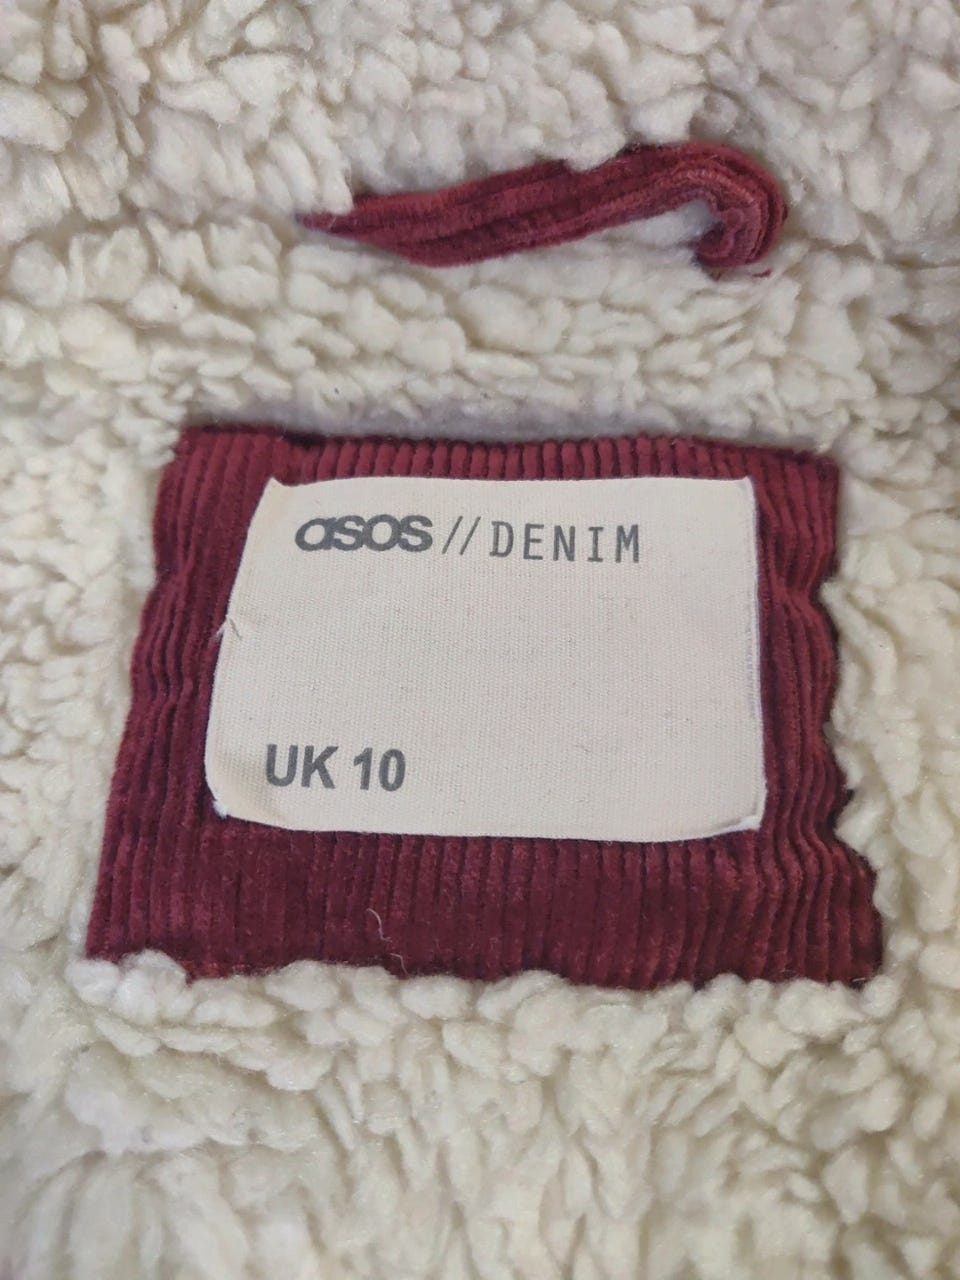 asos // DENIM
UK 10